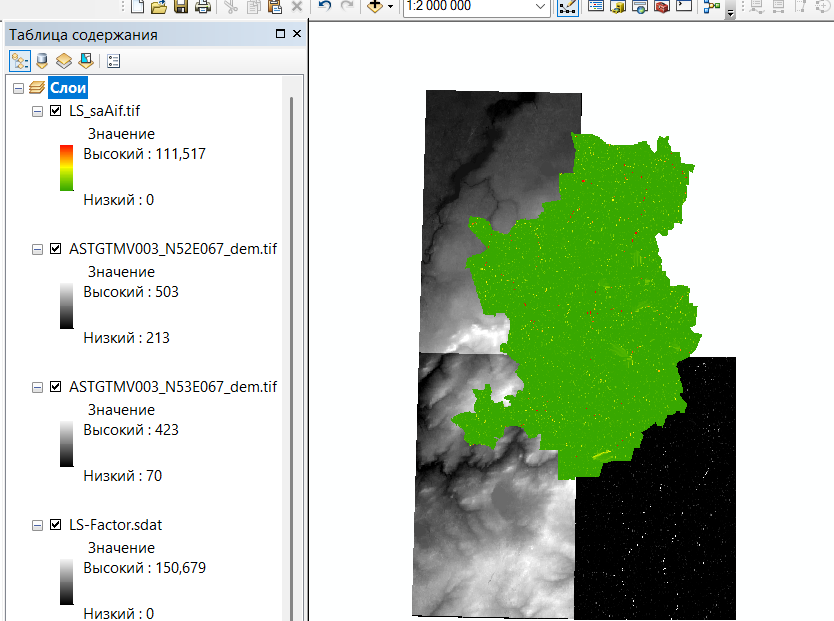 1:2 000 000
Таблица содержания
Слои
LS_saAif.tif
Значение
Высокий : 111,517
Низкий : 0
ASTGTMV003_N52E067_dem.tif
Значение
Высокий : 503
Низкий : 213
ASTGTMV003_N53E067_dem.tif
Значение
Высокий : 423
Низкий : 70
LS-Factor.sdat
Значение
Высокий : 150,679
Низкий : 0